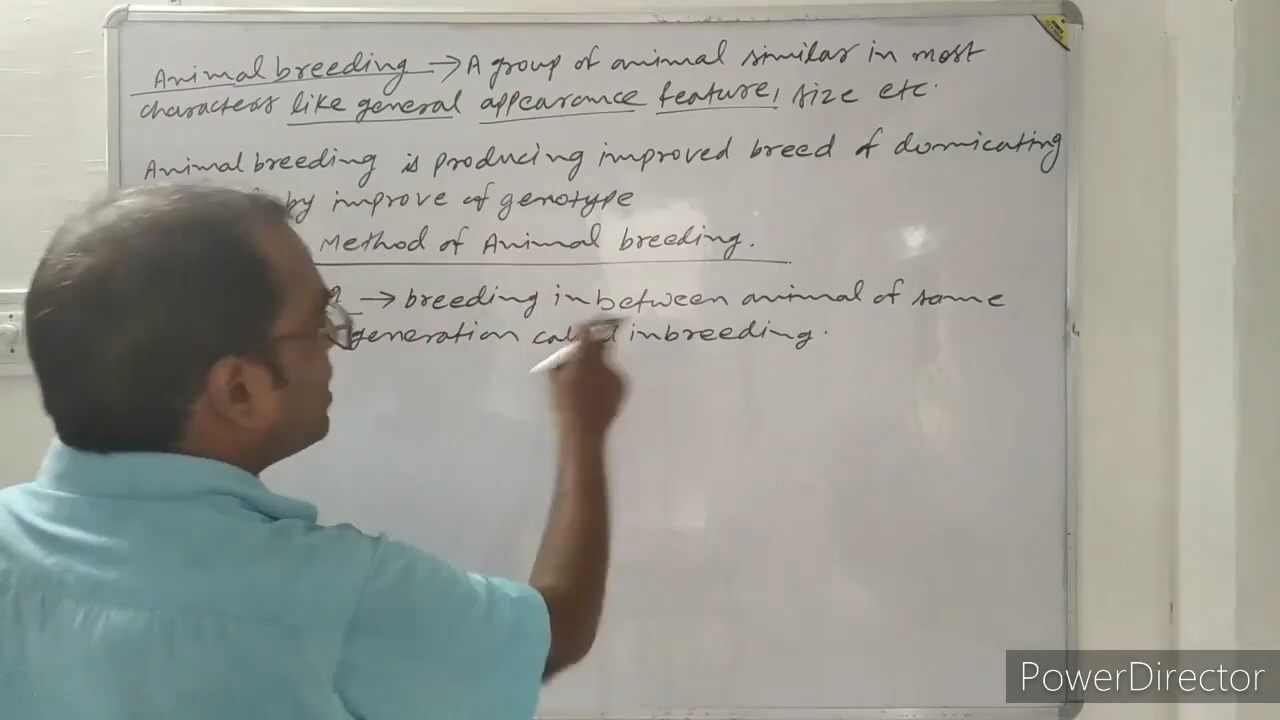 Animal breeding → A group of animal similar in most
characters like general appearance feature, size etc.
Animal breeding is producing improved breed of domicating
by improve of genotype
Method of Animal breeding.
→ breeding inbetween animal of same
generation called inbreeding.
PowerDirector